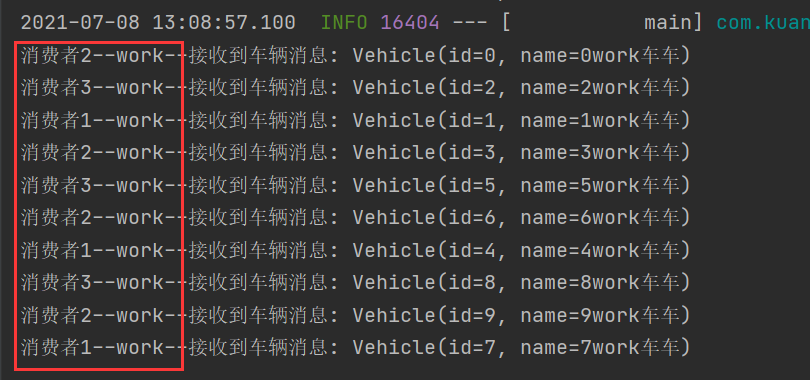 2021-07-08 13:08:57.100  INFO 16404 --- [           main] com.kuan
消费者2--work--接收到车辆消息: Vehicle(id=0, name=0work车车)
消费者3--work--接收到车辆消息: Vehicle(id=2, name=2work车车)
消费者1--work--接收到车辆消息: Vehicle(id=1, name=1work车车)
消费者2--work--接收到车辆消息: Vehicle(id=3, name=3work车车)
消费者3--work--接收到车辆消息: Vehicle(id=5, name=5work车车)
消费者2--work--接收到车辆消息: Vehicle(id=6, name=6work车车)
消费者1--work--接收到车辆消息: Vehicle(id=4, name=4work车车)
消费者3--work--接收到车辆消息: Vehicle(id=8, name=8work车车)
消费者2--work--接收到车辆消息: Vehicle(id=9, name=9work车车)
消费者1--work--接收到车辆消息: Vehicle(id=7, name=7work车车)